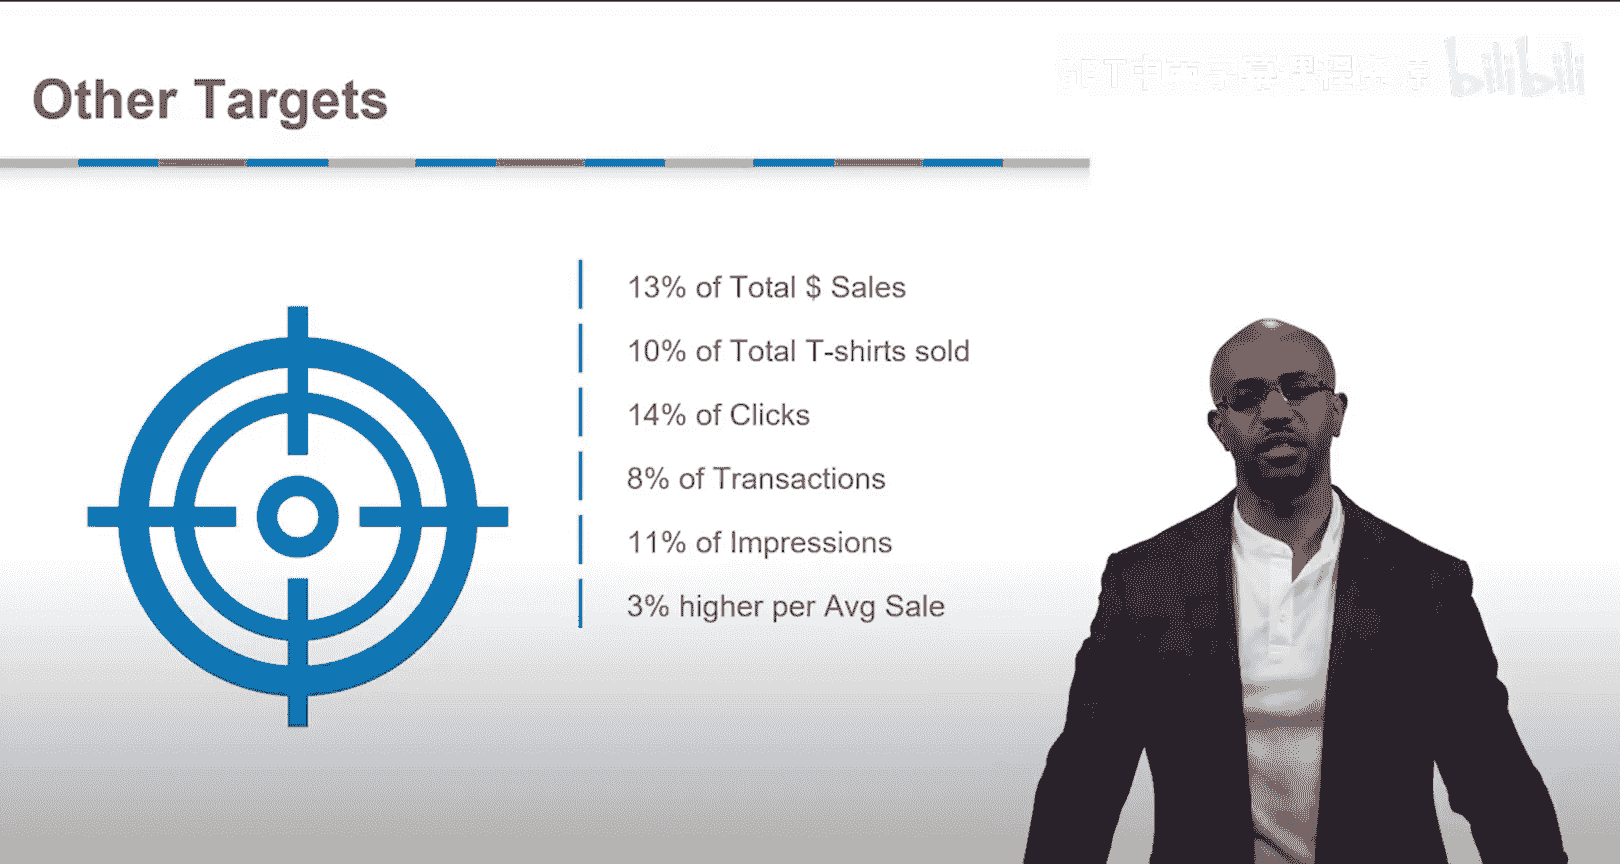 Other Targets
bilibili
13% of Total $ Sales
10% of Total T-shirts sold
14% of Clicks
8% of Transactions
11% of Impressions
3% higher per Avg Sale